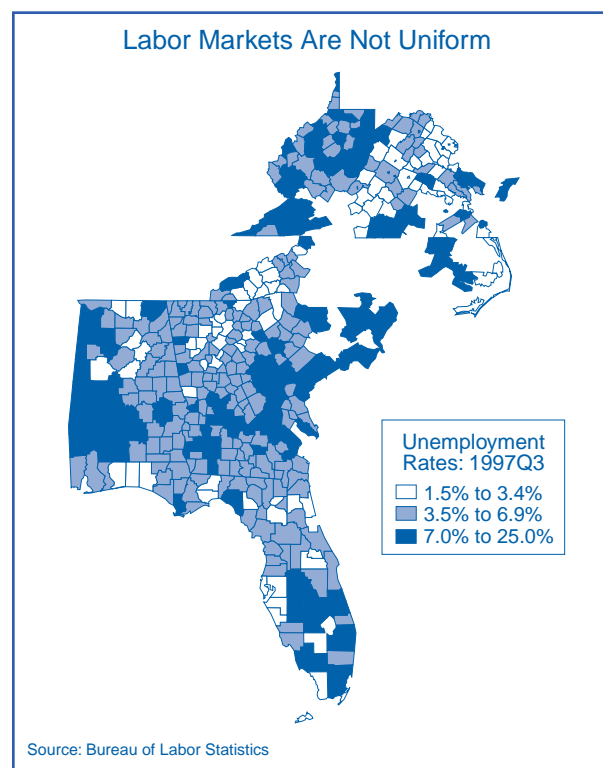 Labor Markets Are Not Uniform
Unemployment
Rates: 1997Q3
1.5% to 3.4%
3.5% to 6.9%
7.0% to 25.0%
Source: Bureau of Labor Statistics